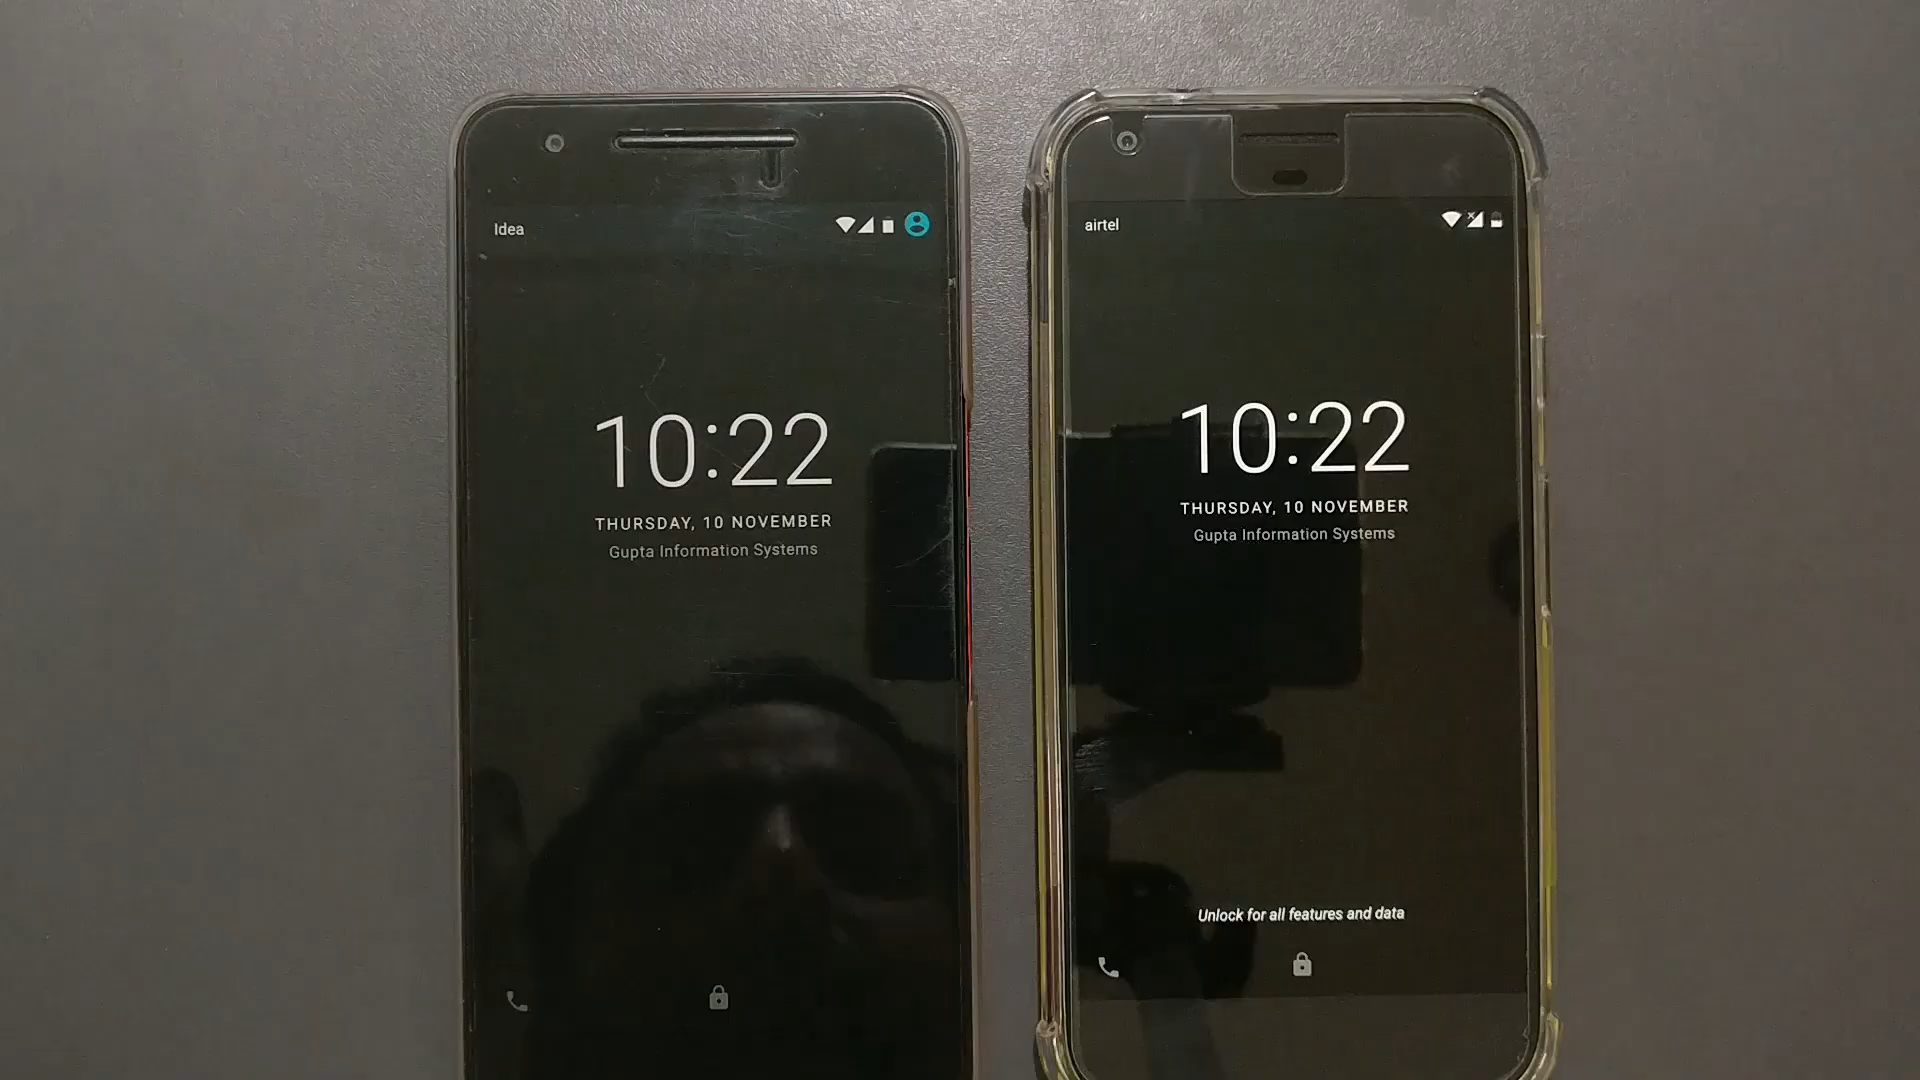 Idea
10:22
THURSDAY, 10 NOVEMBER
Gupta Information Systems
airtel
10:22
THURSDAY, 10 NOVEMBER
Gupta Information Systems
Unlock for all features and data